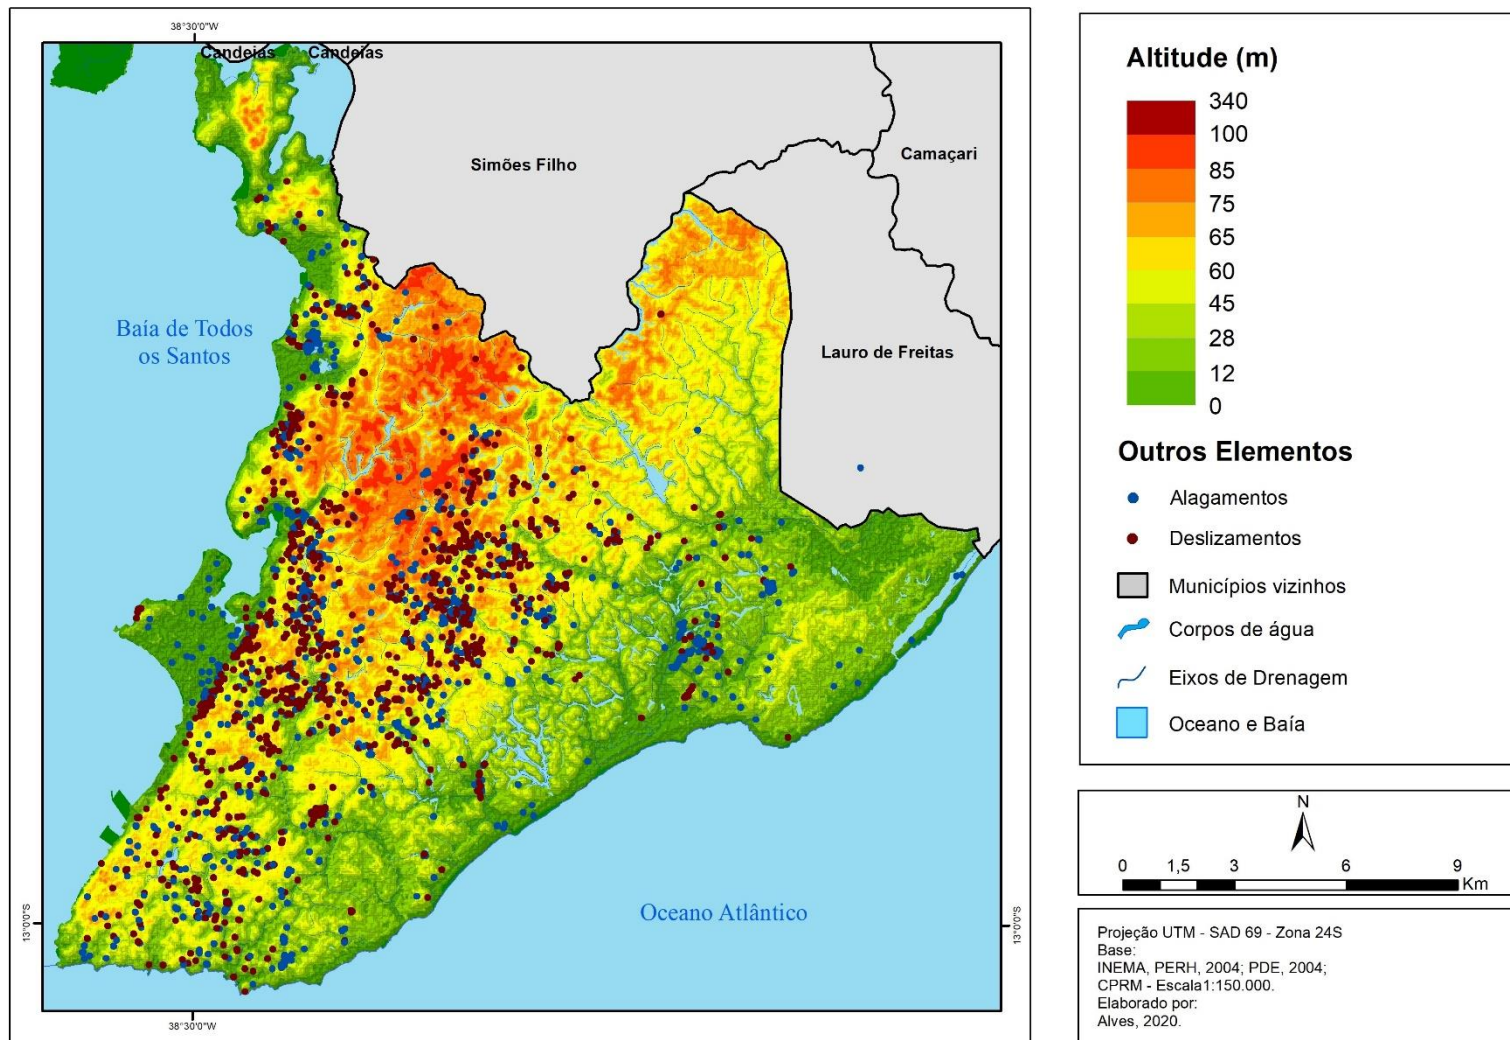 38°30'0"W
Candeias
Candeias
Simões Filho
Camaçari
Baía de Todos
os Santos
Lauro de Freitas
Oceano Atlântico
13°0'0"S
13°0'0"S
38°30'0"W
Altitude (m)
340
100
85
75
65
60
45
28
12
0
Outros Elementos
Alagamentos
Deslizamentos
Municípios vizinhos
Corpos de água
Eixos de Drenagem
Oceano e Baía
N
0 1,5 3 6 9
Km
Projeção UTM - SAD 69 - Zona 24S
Base:
INEMA, PERH, 2004; PDE, 2004;
CPRM - Escala1:150.000.
Elaborado por:
Alves, 2020.